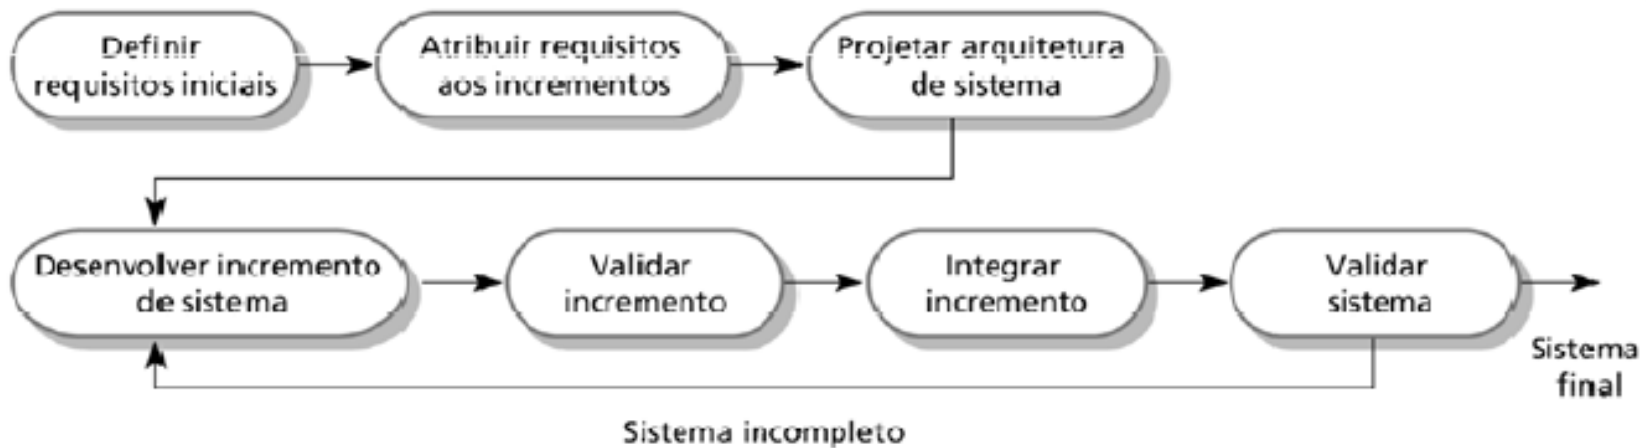 Definir
requisitos iniciais
Atribuir requisitos
aos incrementos
Projetar arquitetura
de sistema
Desenvolver incremento
de sistema
Validar
incremento
Integrar
incremento
Validar
sistema
Sistema
final
Sistema incompleto